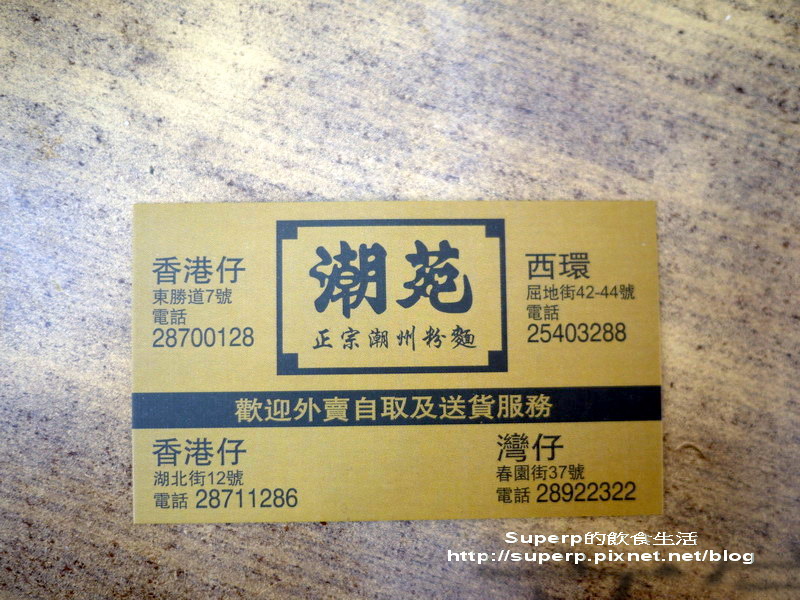 潮苑
正宗潮州粉麵
香港仔
東勝道7號
電話
28700128
西環
屈地街42-44號
電話
25403288
歡迎外賣自取及送貨服務
香港仔
湖北街12號
電話 28711286
灣仔
春園街37號
電話 28922322
Superp的飲食生活
http://superp.pixnet.net/blog